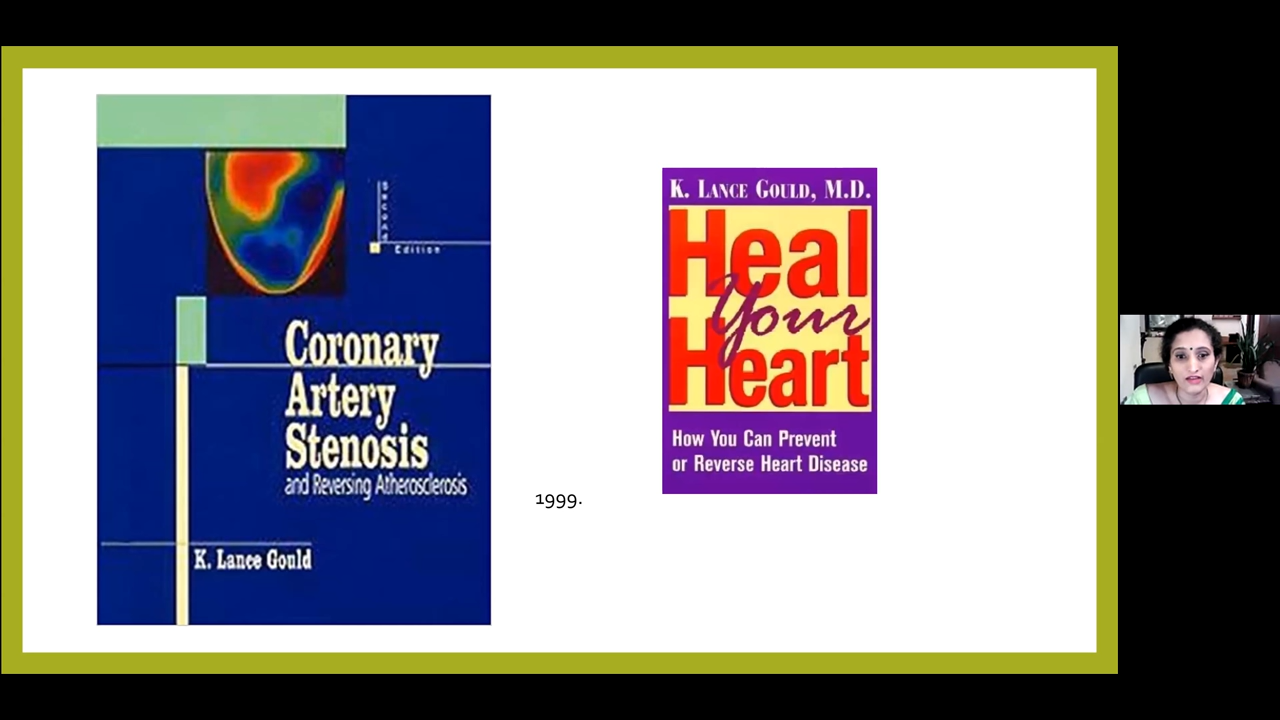 Second
Edition
Coronary
Artery
Stenosis
and Reversing Atherosclerosis
K. Lance Gould
1999.
K. LANCE GOULD, M.D.
Heal
Your
Heart
How You Can Prevent
or Reverse Heart Disease